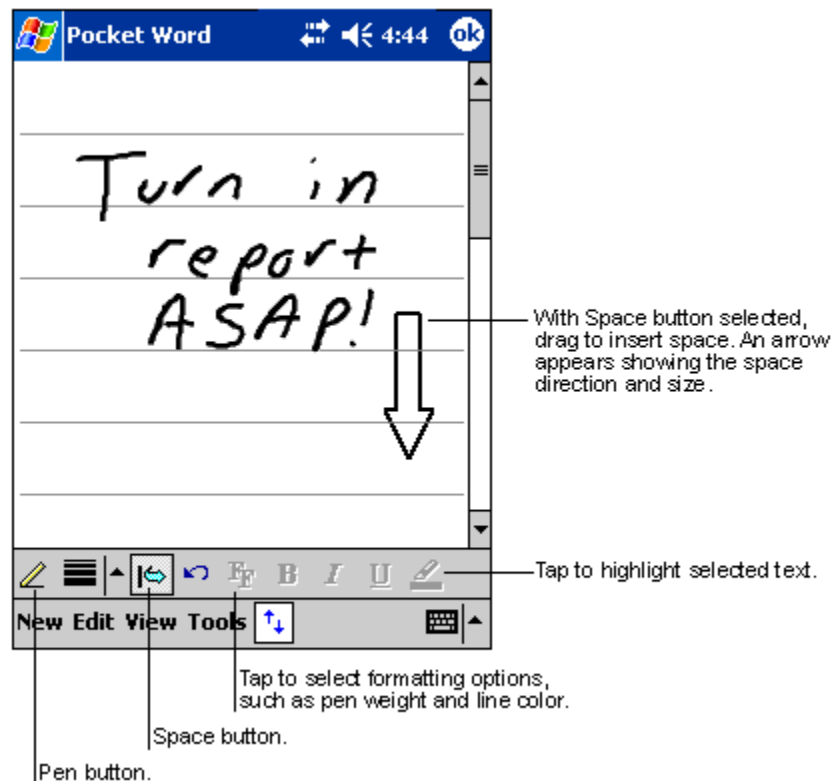 Pocket Word 4:44 ok
Turn in
report
ASAP!
With Space button selected,
drag to insert space. An arrow
appears showing the space
direction and size.
FF B I U
Tap to highlight selected text.
New Edit View Tools
Tap to select formatting options,
such as pen weight and line color.
Space button.
Pen button.